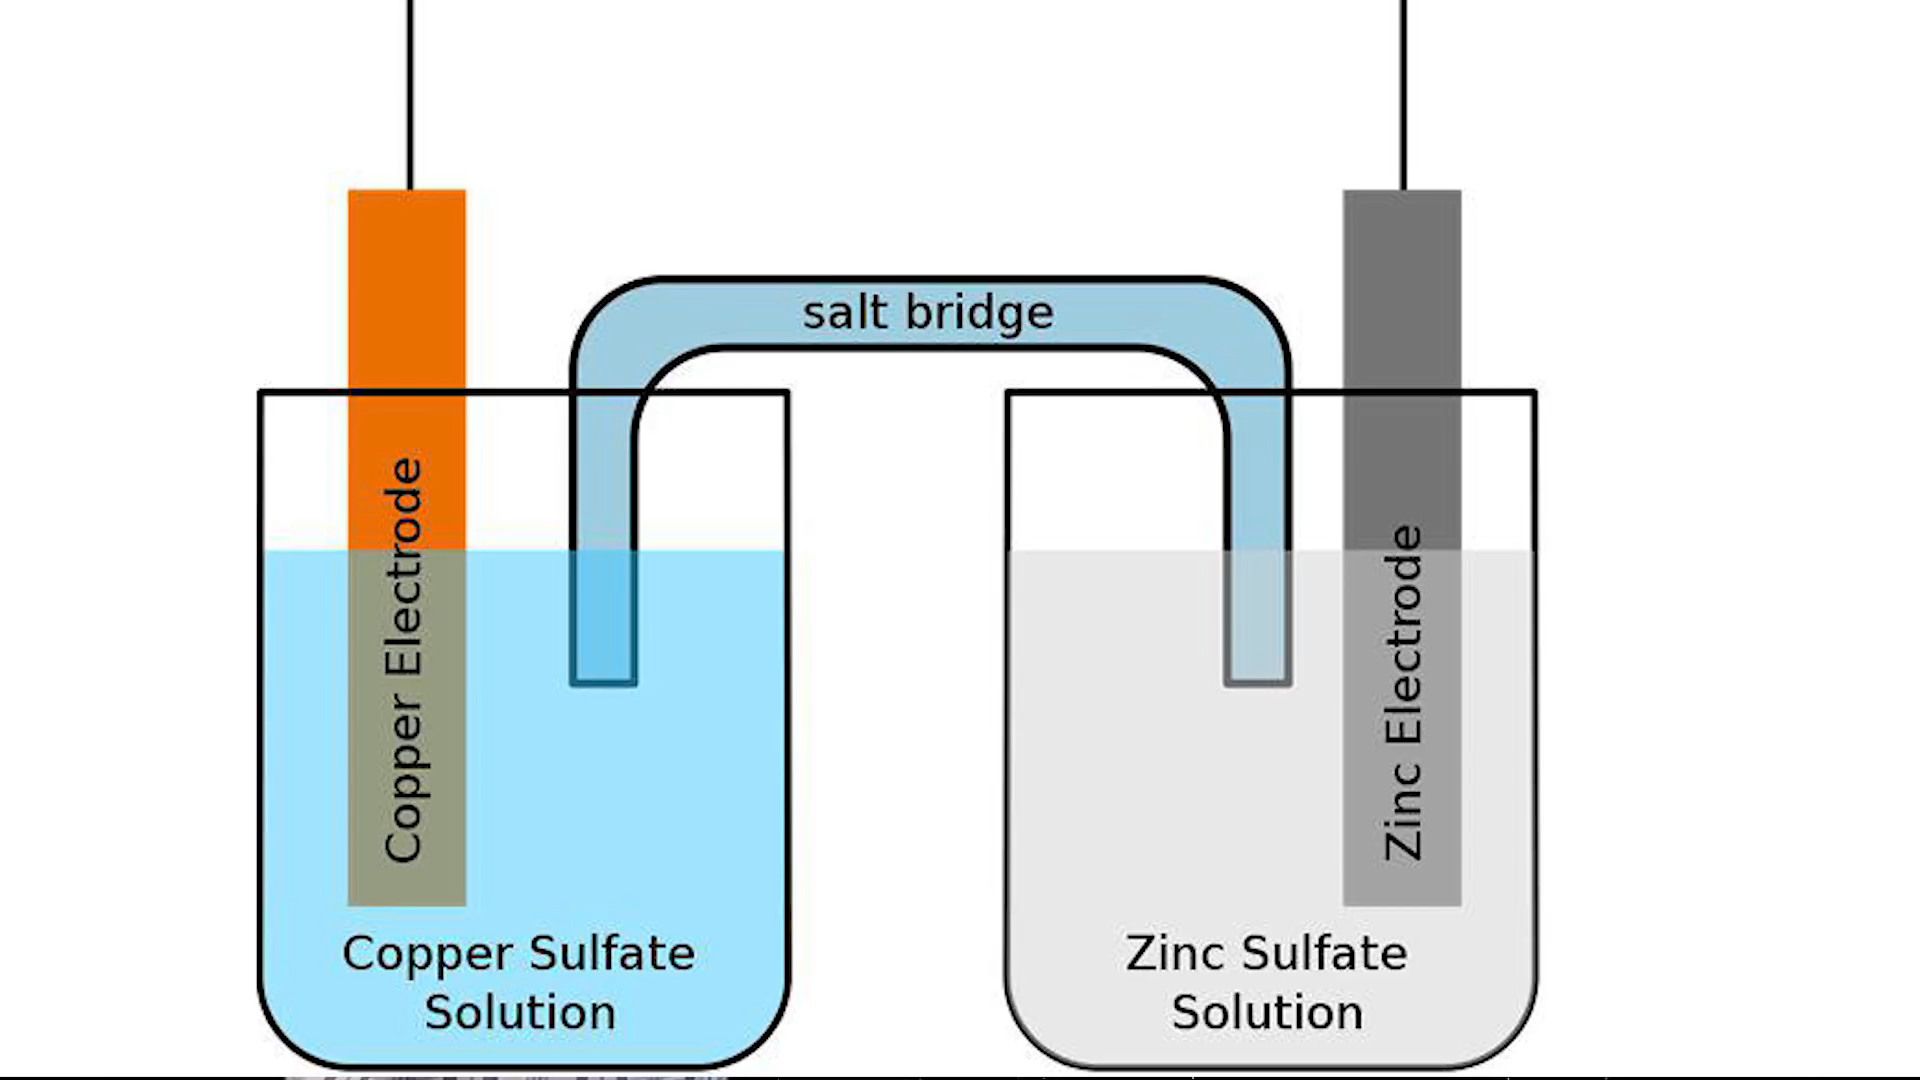 salt bridge
Copper Electrode
Zinc Electrode
Copper Sulfate
Solution
Zinc Sulfate
Solution